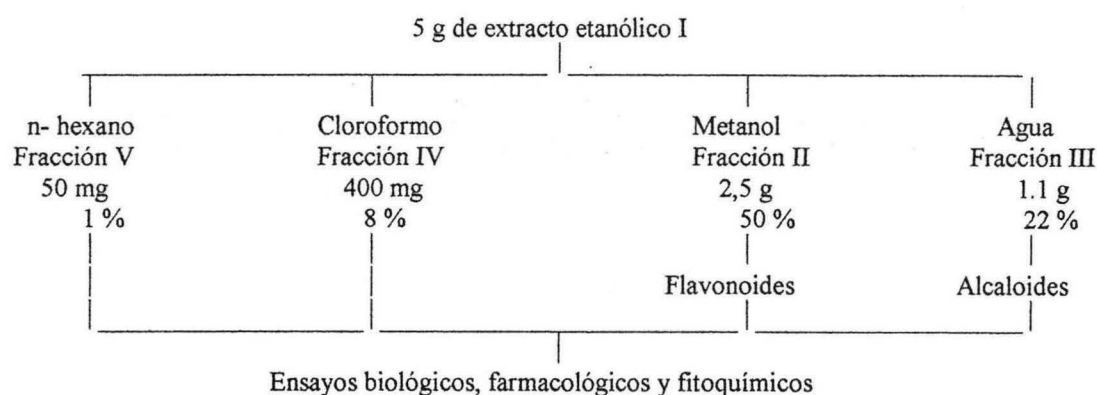 5 g de extracto etanólico I
n- hexano Cloroformo Metanol Agua
Fracción V Fracción IV Fracción II Fracción III
50 mg 400 mg 2,5 g 1.1 g
1 % 8 % 50 % 22 %
Flavonoides Alcaloides
Ensayos biológicos, farmacológicos y fitoquímicos